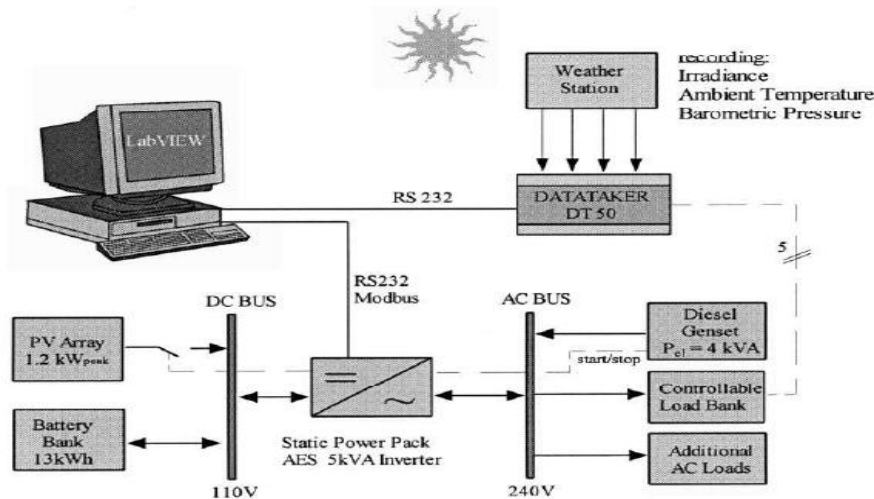 Weather
Station
recording:
Irradiance
Ambient Temperature
Barometric Pressure
LabVIEW
RS 232
DATATAKER
DT 50
5
RS232
Modbus
DC BUS
AC BUS
PV Array
1.2 kWpeak
Diesel
Genset
Pel = 4 kVA
start/stop
Controllable
Load Bank
Battery
Bank
13kWh
Static Power Pack
AES 5kVA Inverter
Additional
AC Loads
110V
240V